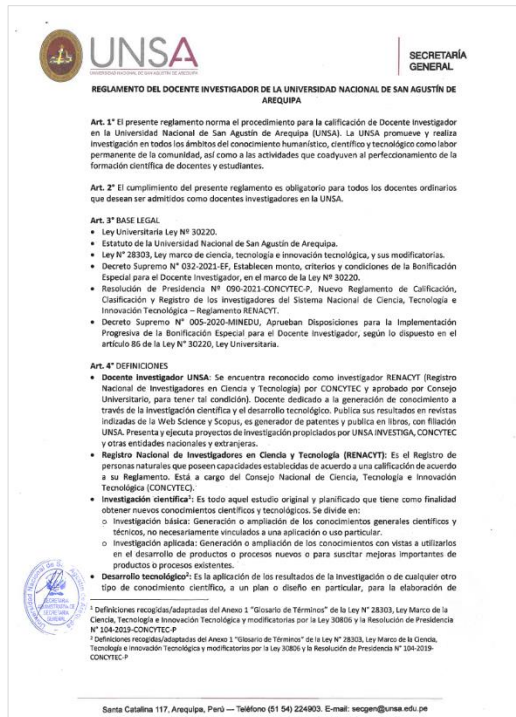 UNSA
UNIVERSIDAD NACIONAL DE SAN AGUSTÍN DE AREQUIPA
SECRETARÍA
GENERAL
REGLAMENTO DEL DOCENTE INVESTIGADOR DE LA UNIVERSIDAD NACIONAL DE SAN AGUSTÍN DE
AREQUIPA
Art. 1° El presente reglamento norma el procedimiento para la calificación de Docente Investigador
en la Universidad Nacional de San Agustín de Arequipa (UNSA). La UNSA promueve y realiza
investigación en todos los ámbitos del conocimiento humanístico, científico y tecnológico como labor
permanente de la comunidad, así como a las actividades que coadyuven al perfeccionamiento de la
formación científica de docentes y estudiantes.
Art. 2° El cumplimiento del presente reglamento es obligatorio para todos los docentes ordinarios
que desean ser admitidos como docentes investigadores en la UNSA.
Art. 3° BASE LEGAL
• Ley Universitaria Ley Nº 30220.
• Estatuto de la Universidad Nacional de San Agustín de Arequipa.
• Ley N° 28303, Ley marco de ciencia, tecnología e innovación tecnológica, y sus modificatorias.
• Decreto Supremo N° 032-2021-EF, Establecen monto, criterios y condiciones de la Bonificación
Especial para el Docente Investigador, en el marco de la Ley N° 30220.
• Resolución de Presidencia Nº 090-2021-CONCYTEC-P, Nuevo Reglamento de Calificación,
Clasificación y Registro de los Investigadores del Sistema Nacional de Ciencia, Tecnología e
Innovación Tecnológica – Reglamento RENACYT.
• Decreto Supremo N° 005-2020-MINEDU, Aprueban Disposiciones para la Implementación
Progresiva de la Bonificación Especial para el Docente Investigador, según lo dispuesto en el
artículo 86 de la Ley N° 30220, Ley Universitaria.
Art. 4° DEFINICIONES
• Docente investigador UNSA: Se encuentra reconocido como investigador RENACYT (Registro
Nacional de Investigadores en Ciencia y Tecnología) por CONCYTEC y aprobado por Consejo
Universitario, para tener tal condición). Docente dedicado a la generación de conocimiento a
través de la investigación científica y el desarrollo tecnológico. Publica sus resultados en revistas
indizadas de la Web Science y Scopus, es generador de patentes y publica en libros, con filiación
UNSA. Presenta y ejecuta proyectos de investigación propiciados por UNSA INVESTIGA, CONCYTEC
y otras entidades nacionales y extranjeras.
• Registro Nacional de Investigadores en Ciencia y Tecnología (RENACYT): Es el Registro de
personas naturales que poseen capacidades establecidas de acuerdo a una calificación de acuerdo
a su Reglamento. Está a cargo del Consejo Nacional de Ciencia, Tecnología e Innovación
Tecnológica (CONCYTEC).
• Investigación científica¹: Es todo aquel estudio original y planificado que tiene como finalidad
obtener nuevos conocimientos científicos y tecnológicos. Se divide en:
o Investigación básica: Generación o ampliación de los conocimientos generales científicos y
técnicos, no necesariamente vinculados a una aplicación o uso particular.
o Investigación aplicada: Generación o ampliación de los conocimientos con vistas a utilizarlos
en el desarrollo de productos o procesos nuevos o para suscitar mejoras importantes de
productos o procesos existentes.
• Desarrollo tecnológico²: Es la aplicación de los resultados de la Investigación o de cualquier otro
tipo de conocimiento científico, a un plan o diseño en particular, para la elaboración de
¹ Definiciones recogidas/adaptadas del Anexo 1 "Glosario de Términos" de la Ley N° 28303, Ley Marco de la
Ciencia, Tecnología e Innovación Tecnológica y modificatorias por la Ley 30806 y la Resolución de Presidencia
N° 104-2019-CONCYTEC-P
² Definiciones recogidas/adaptadas del Anexo 1 "Glosario de Términos" de la Ley N° 28303, Ley Marco de la Ciencia,
Tecnología e Innovación Tecnológica y modificatorias por la Ley 30806 y la Resolución de Presidencia N° 104-2019-
CONCYTEC-P
Santa Catalina 117, Arequipa, Perú — Teléfono (51 54) 224903. E-mail: secgen@unsa.edu.pe